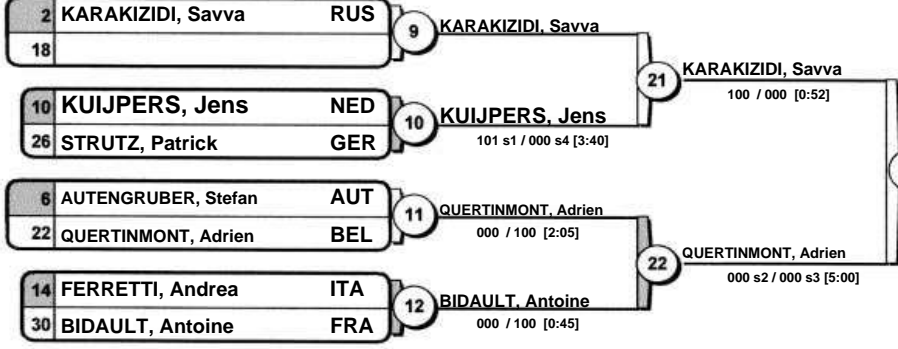 2 KARAKIZIDI, Savva RUS
18
9
KARAKIZIDI, Savva
10 KUIJPERS, Jens NED
26 STRUTZ, Patrick GER
10
KUIJPERS, Jens
101 s1 / 000 s4 [3:40]
21
KARAKIZIDI, Savva
100 / 000 [0:52]
6 AUTENGRUBER, Stefan AUT
22 QUERTINMONT, Adrien BEL
11
QUERTINMONT, Adrien
000 / 100 [2:05]
14 FERRETTI, Andrea ITA
30 BIDAULT, Antoine FRA
12
BIDAULT, Antoine
000 / 100 [0:45]
22
QUERTINMONT, Adrien
000 s2 / 000 s3 [5:00]